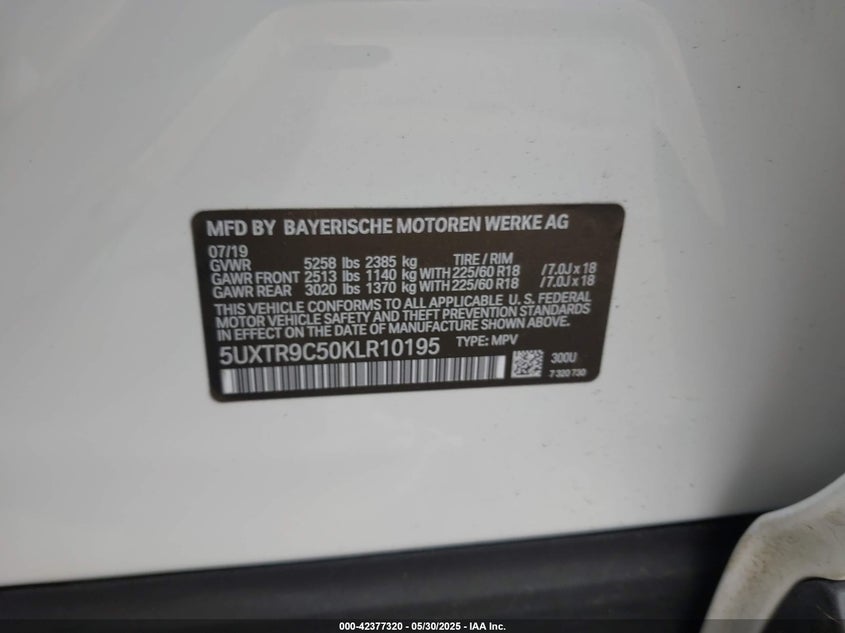 MFD BY BAYERISCHE MOTOREN WERKE AG
07/19
GVWR 5258 lbs 2385 kg TIRE / RIM
GAWR FRONT 2513 lbs 1140 kg WITH 225/60 R18 / 7.0J x 18
GAWR REAR 3020 lbs 1370 kg WITH 225/60 R18 / 7.0J x 18
THIS VEHICLE CONFORMS TO ALL APPLICABLE U. S. FEDERAL
MOTOR VEHICLE SAFETY AND THEFT PREVENTION STANDARDS
IN EFFECT ON THE DATE OF MANUFACTURE SHOWN ABOVE.
5UXTR9C50KLR10195 TYPE: MPV
300U
7 320 730
000-42377320 | 05/30/2025 - IAA Inc.